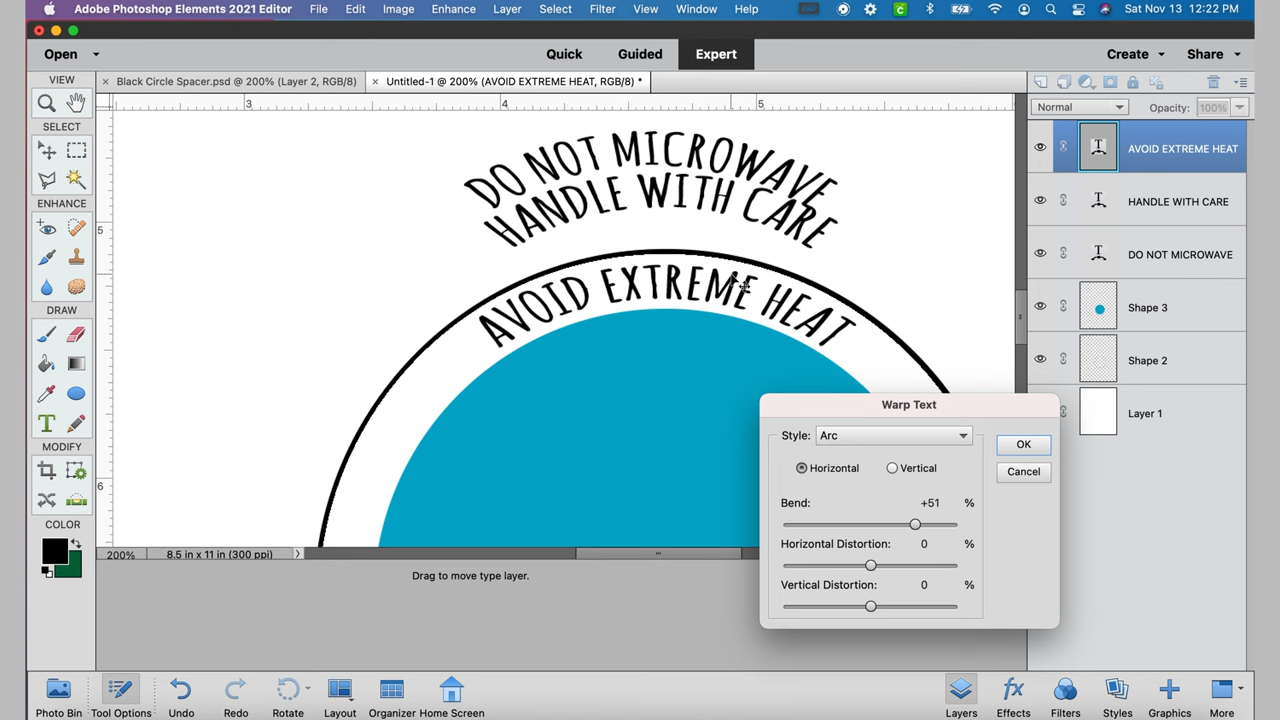 Adobe Photoshop Elements 2021 Editor File Edit Image Enhance Layer Select Filter View Window Help Sat Nov 13 12:22 PM
Open Quick Guided Expert Create Share
VIEW
Black Circle Spacer.psd @ 200% (Layer 2, RGB/8)
Untitled-1 @ 200% (AVOID EXTREME HEAT, RGB/8) *
3 4 5
SELECT
ENHANCE
DRAW
MODIFY
COLOR
5
6
DO NOT MICROWAVE
HANDLE WITH CARE
AVOID EXTREME HEAT
Normal Opacity: 100%
AVOID EXTREME HEAT
HANDLE WITH CARE
DO NOT MICROWAVE
Shape 3
Shape 2
Layer 1
Warp Text
Style: Arc
OK
Horizontal Vertical
Cancel
Bend: +51 %
Horizontal Distortion: 0 %
Vertical Distortion: 0 %
200% 8.5 in x 11 in (300 ppi)
Drag to move type layer.
Photo Bin Tool Options Undo Redo Rotate Layout Organizer Home Screen Layers Effects Filters Styles Graphics More